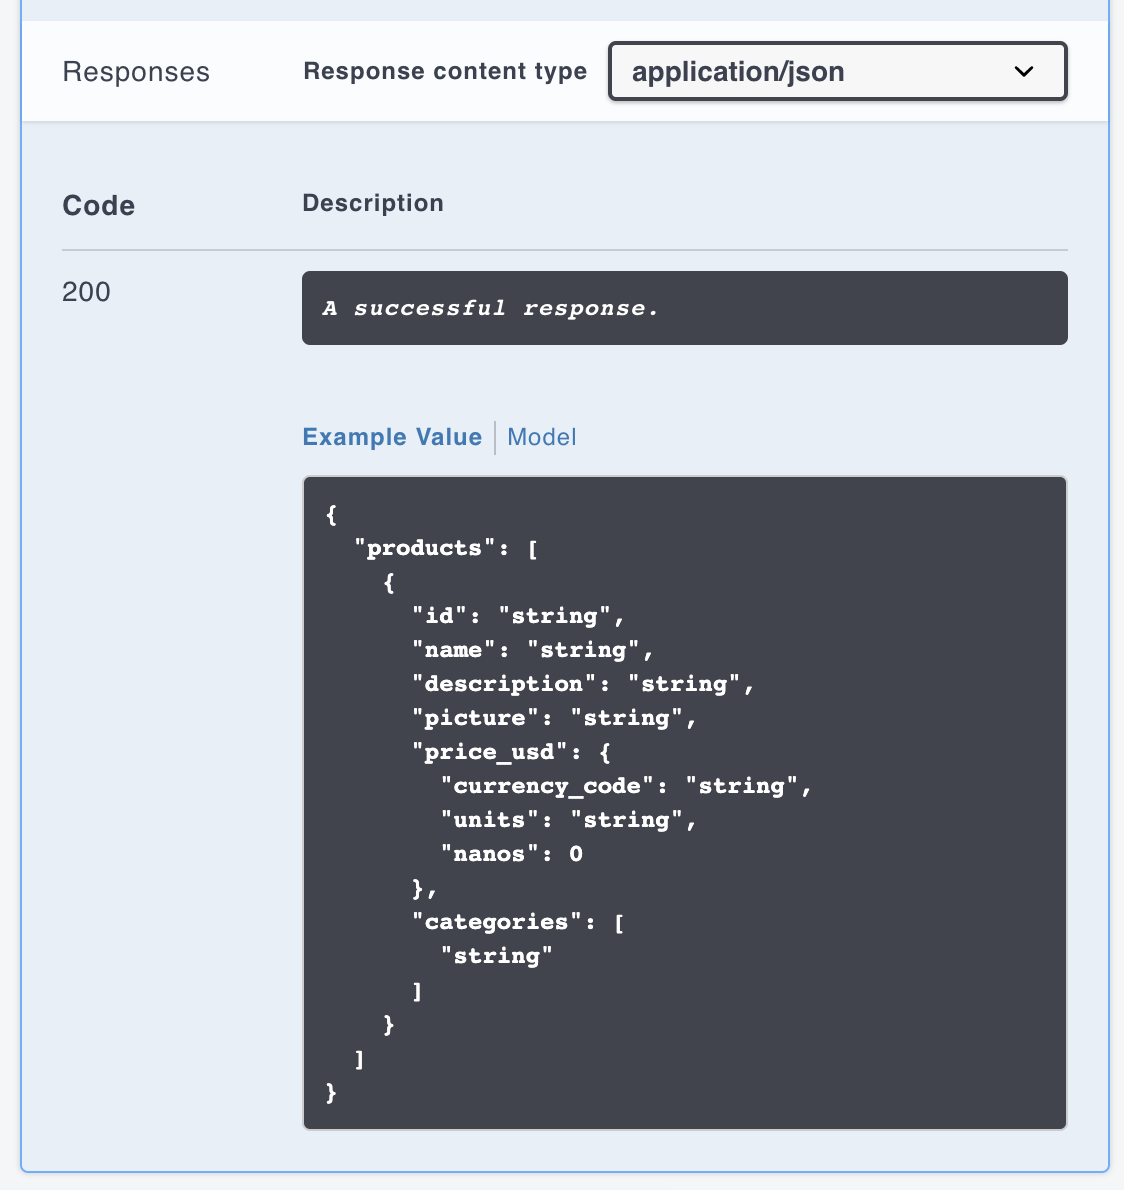 Responses
Response content type
application/json
Code
Description
200
A successful response.
Example Value
Model
{
  "products": [
    {
      "id": "string",
      "name": "string",
      "description": "string",
      "picture": "string",
      "price_usd": {
        "currency_code": "string",
        "units": "string",
        "nanos": 0
      },
      "categories": [
        "string"
      ]
    }
  ]
}